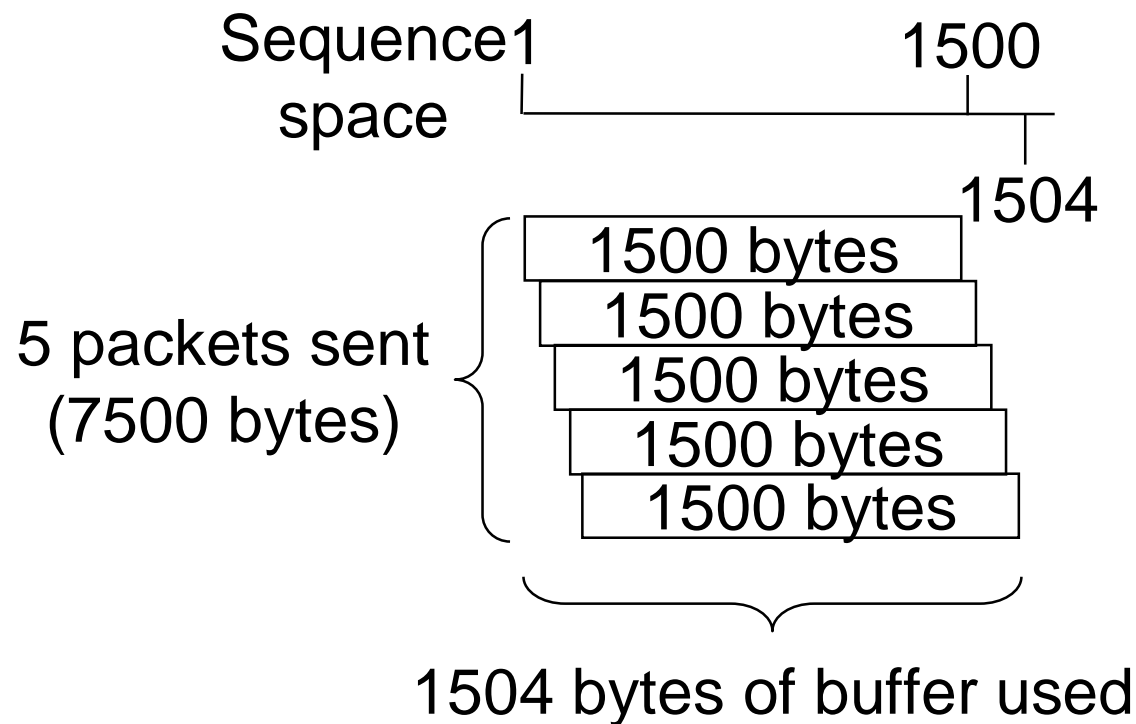 Sequence
space
1
1500
1504
5 packets sent
(7500 bytes)
1500 bytes
1500 bytes
1500 bytes
1500 bytes
1500 bytes
1504 bytes of buffer used